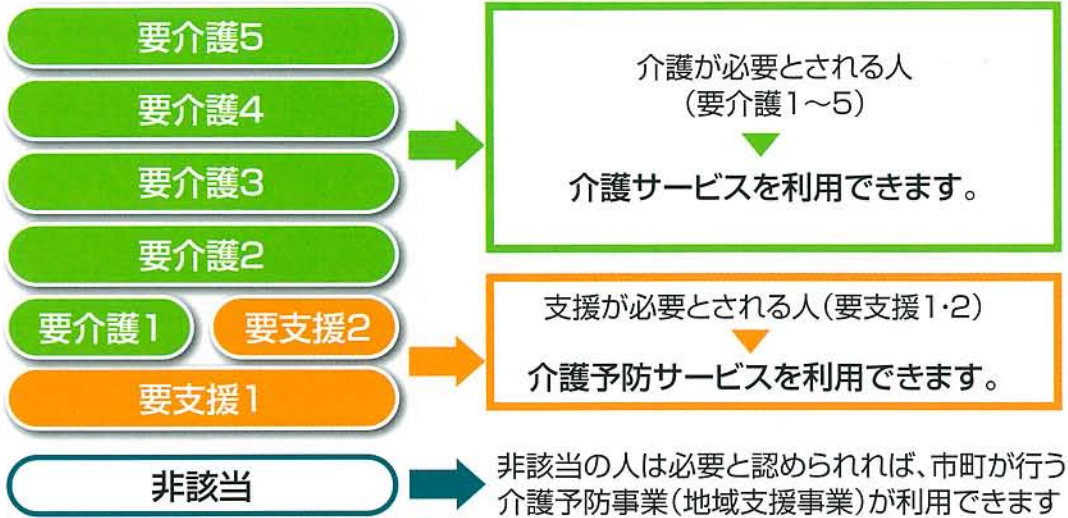 要介護5
要介護4
要介護3
要介護2
要介護1
要支援2
要支援1
非該当
介護が必要とされる人
(要介護1〜5)
介護サービスを利用できます。
支援が必要とされる人(要支援1・2)
介護予防サービスを利用できます。
非該当の人は必要と認められれば、市町が行う
介護予防事業(地域支援事業)が利用できます